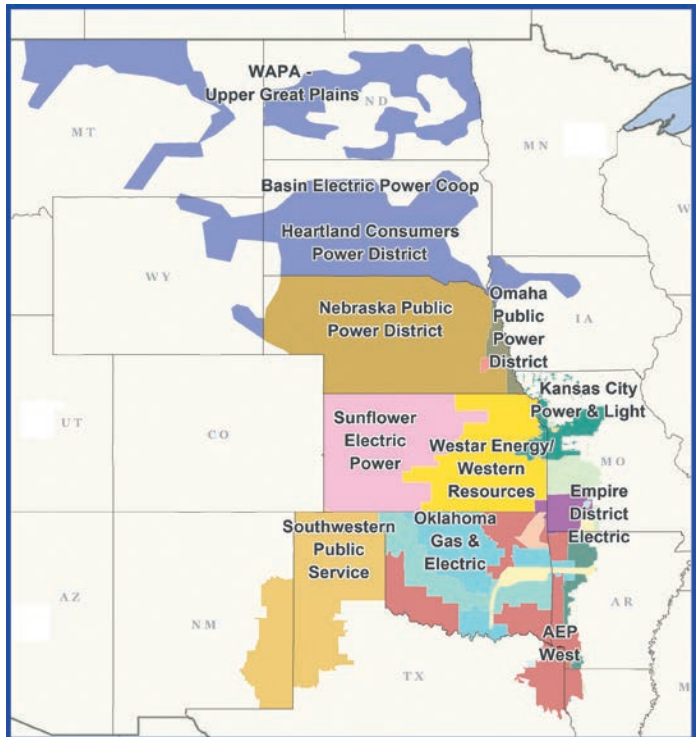 WAPA -
Upper Great Plains
ND
MT
MN
Basin Electric Power Coop
W
Heartland Consumers
Power District
WY
Omaha
Public
Power
District
Nebraska Public
Power District
IA
Kansas City
Power & Light
UT
CO
Sunflower
Electric
Power
Westar Energy/
Western
Resources
MO
Empire
District
Electric
Southwestern
Public
Service
Oklahoma
Gas &
Electric
AZ
NM
AR
AEP
West
TX
M